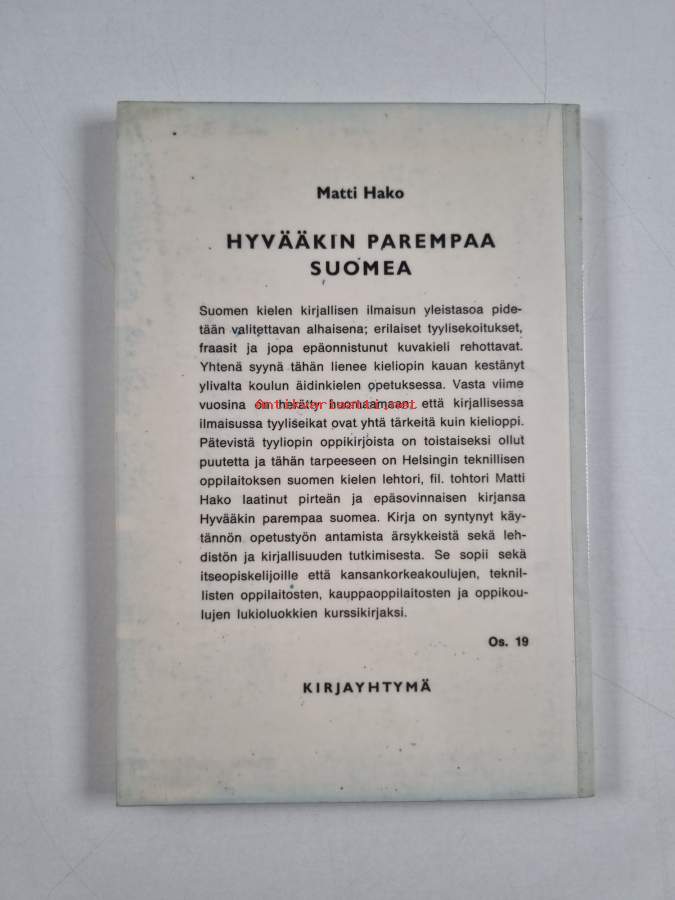 Matti Hako
HYVÄÄKIN PAREMPAA
SUOMEA
Suomen kielen kirjallisen ilmaisun yleistasoa pide-
tään valitettavan alhaisena; erilaiset tyylisekoitukset,
fraasit ja jopa epäonnistunut kuvakieli rehottavat.
Yhtenä syynä tähän lienee kieliopin kauan kestänyt
ylivalta koulun äidinkielen opetuksessa. Vasta viime
vuosina on herätty huomaamaan että kirjallisessa
Antikvariaatti.net
ilmaisussa tyyliseikat ovat yhtä tärkeitä kuin kielioppi.
Pätevistä tyyliopin oppikirjoista on toistaiseksi ollut
puutetta ja tähän tarpeeseen on Helsingin teknillisen
oppilaitoksen suomen kielen lehtori, fil. tohtori Matti
Hako laatinut pirteän ja epäsovinnaisen kirjansa
Hyvääkin parempaa suomea. Kirja on syntynyt käy-
tännön opetustyön antamista ärsykkeistä sekä leh-
distön ja kirjallisuuden tutkimisesta. Se sopii sekä
itseopiskelijoille että kansankorkeakoulujen, teknil-
listen oppilaitosten, kauppaoppilaitosten ja oppikou-
lujen lukioluokkien kurssikirjaksi.
Os. 19
KIRJAYHTYMÄ